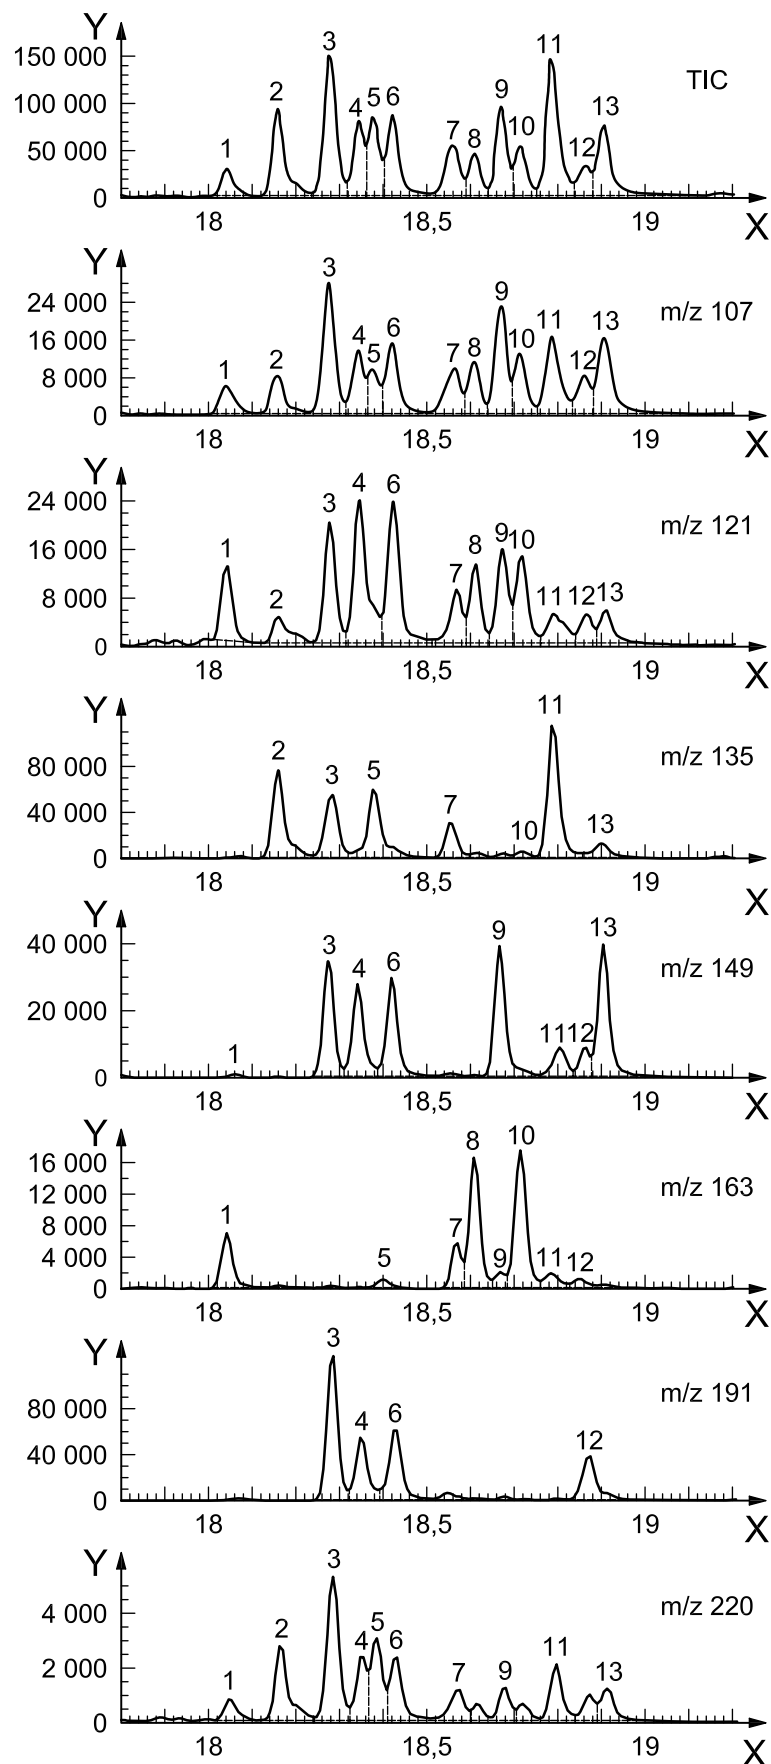 Y
150 000
100 000
50 000
0
1 2 3 4 5 6 7 8 9 10 11 12 13
TIC
18 18,5 19
X
Y
24 000
16 000
8 000
0
1 2 3 4 5 6 7 8 9 10 11 12 13
m/z 107
18 18,5 19
X
Y
24 000
16 000
8 000
0
1 2 3 4 6 7 8 9 10 11 12 13
m/z 121
18 18,5 19
X
Y
80 000
40 000
0
2 3 5 7 10 11 13
m/z 135
18 18,5 19
X
Y
40 000
20 000
0
1 3 4 6 9 11 12 13
m/z 149
18 18,5 19
X
Y
16 000
12 000
8 000
4 000
0
1 5 7 8 9 10 11 12
m/z 163
18 18,5 19
X
Y
80 000
40 000
0
3 4 6 12
m/z 191
18 18,5 19
X
Y
4 000
2 000
0
1 2 3 4 5 6 7 9 11 13
m/z 220
18 18,5 19
X